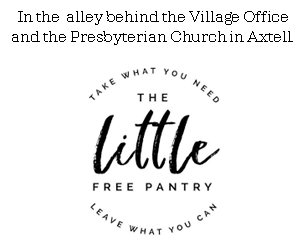 In the alley behind the Village Office
and the Presbyterian Church in Axtell.
TAKE WHAT YOU NEED
THE
little
FREE PANTRY
LEAVE WHAT YOU CAN